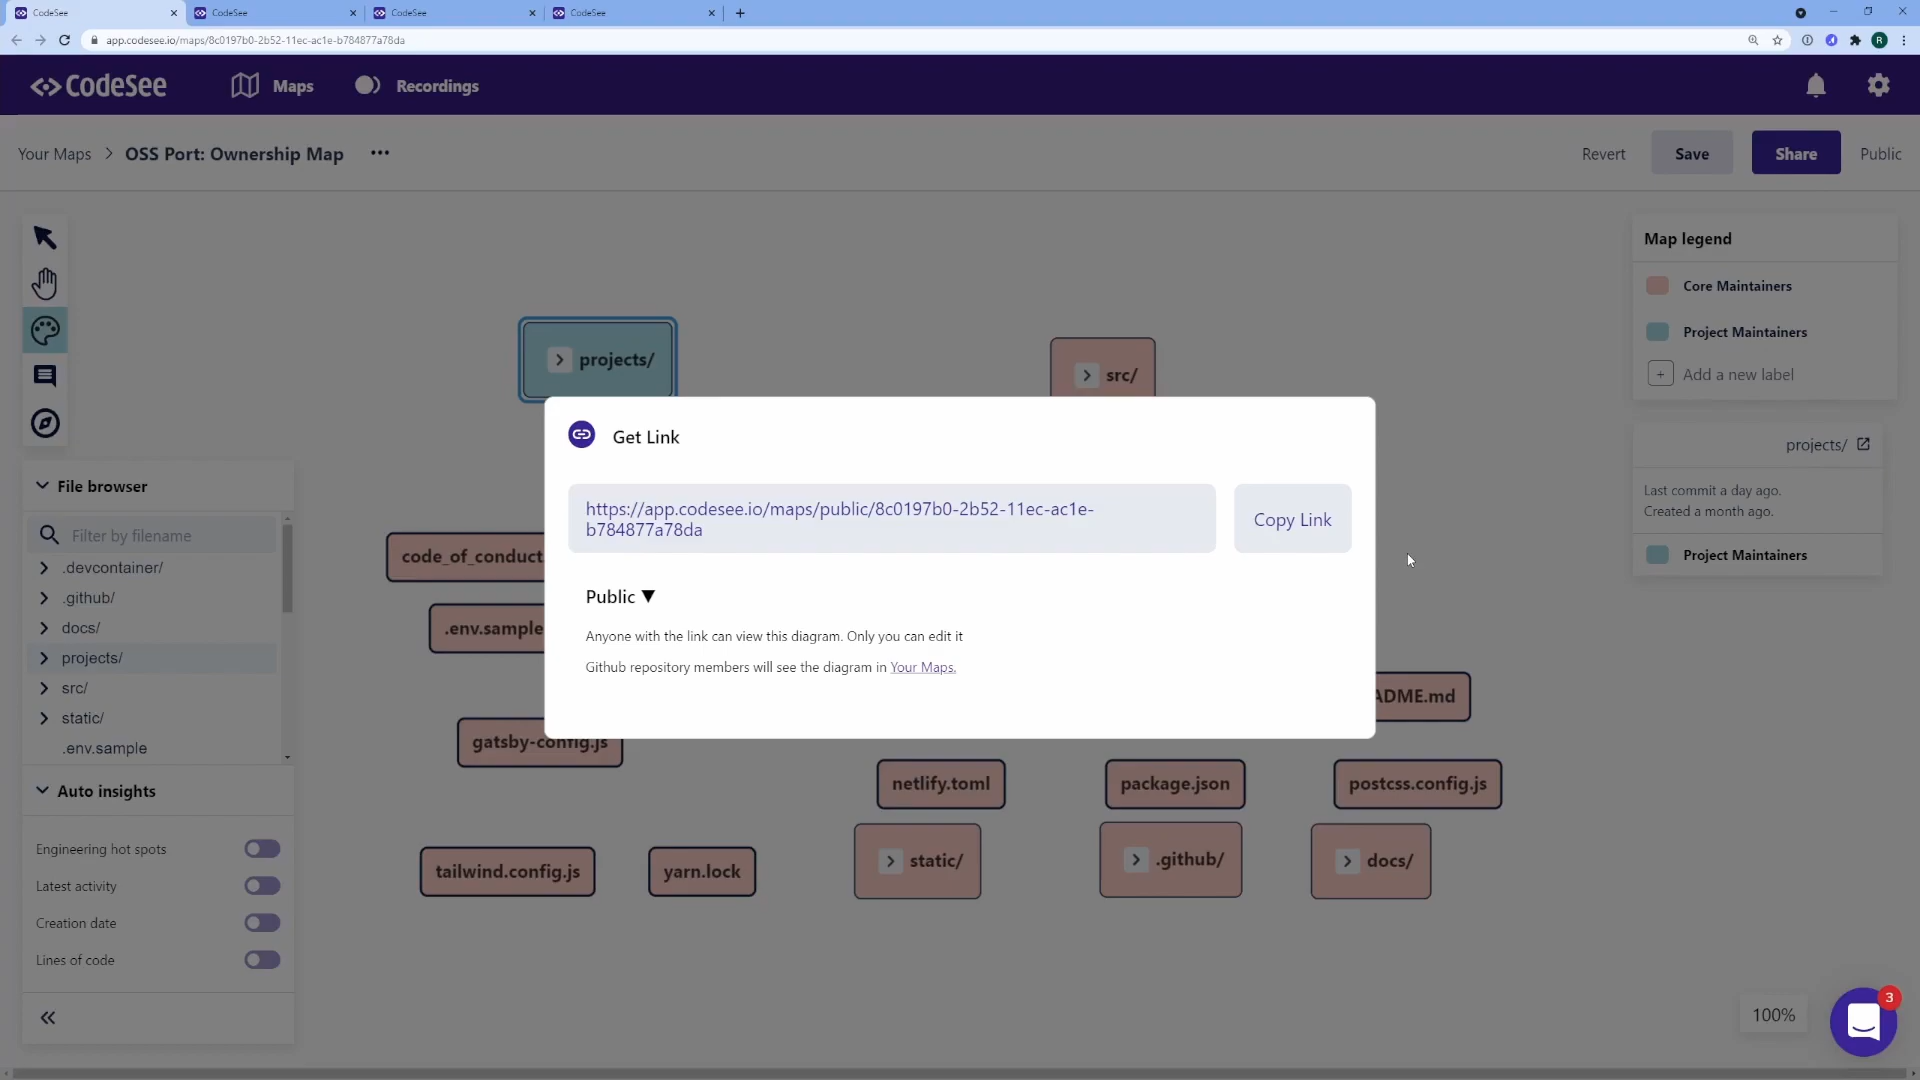 CodeSee
CodeSee
CodeSee
CodeSee
app.codesee.io/maps/8c0197b0-2b52-11ec-ac1e-b784877a78da
R
CodeSee
Maps
Recordings
Your Maps > OSS Port: Ownership Map
Revert
Save
Share
Public
Map legend
Core Maintainers
Project Maintainers
+ Add a new label
projects/
Last commit a day ago.
Created a month ago.
Project Maintainers
File browser
Filter by filename
.devcontainer/
.github/
docs/
projects/
src/
static/
.env.sample
Auto insights
Engineering hot spots
Latest activity
Creation date
Lines of code
projects/
src/
code_of_conduct
.env.sample
gatsby-config.js
ADME.md
netlify.toml
package.json
postcss.config.js
tailwind.config.js
yarn.lock
static/
.github/
docs/
Get Link
https://app.codesee.io/maps/public/8c0197b0-2b52-11ec-ac1e-
b784877a78da
Copy Link
Public ▼
Anyone with the link can view this diagram. Only you can edit it
Github repository members will see the diagram in Your Maps.
100%
3